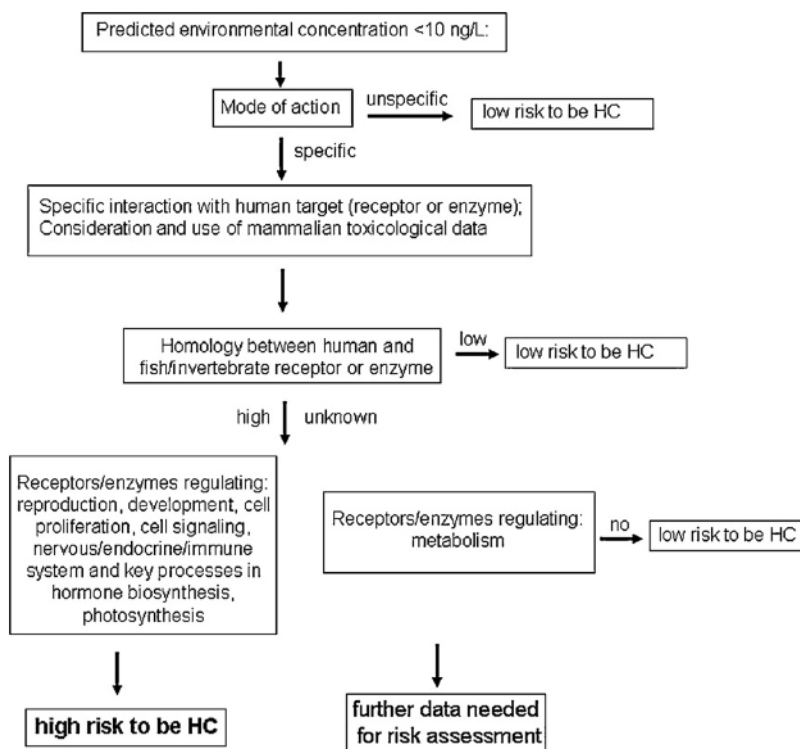 Predicted environmental concentration <10 ng/L:
Mode of action
unspecific
low risk to be HC
specific
Specific interaction with human target (receptor or enzyme);
Consideration and use of mammalian toxicological data
Homology between human and
fish/invertebrate receptor or enzyme
low
low risk to be HC
high
unknown
Receptors/enzymes regulating:
reproduction, development, cell
proliferation, cell signaling,
nervous/endocrine/immune
system and key processes in
hormone biosynthesis,
photosynthesis
Receptors/enzymes regulating:
metabolism
no
low risk to be HC
high risk to be HC
further data needed
for risk assessment